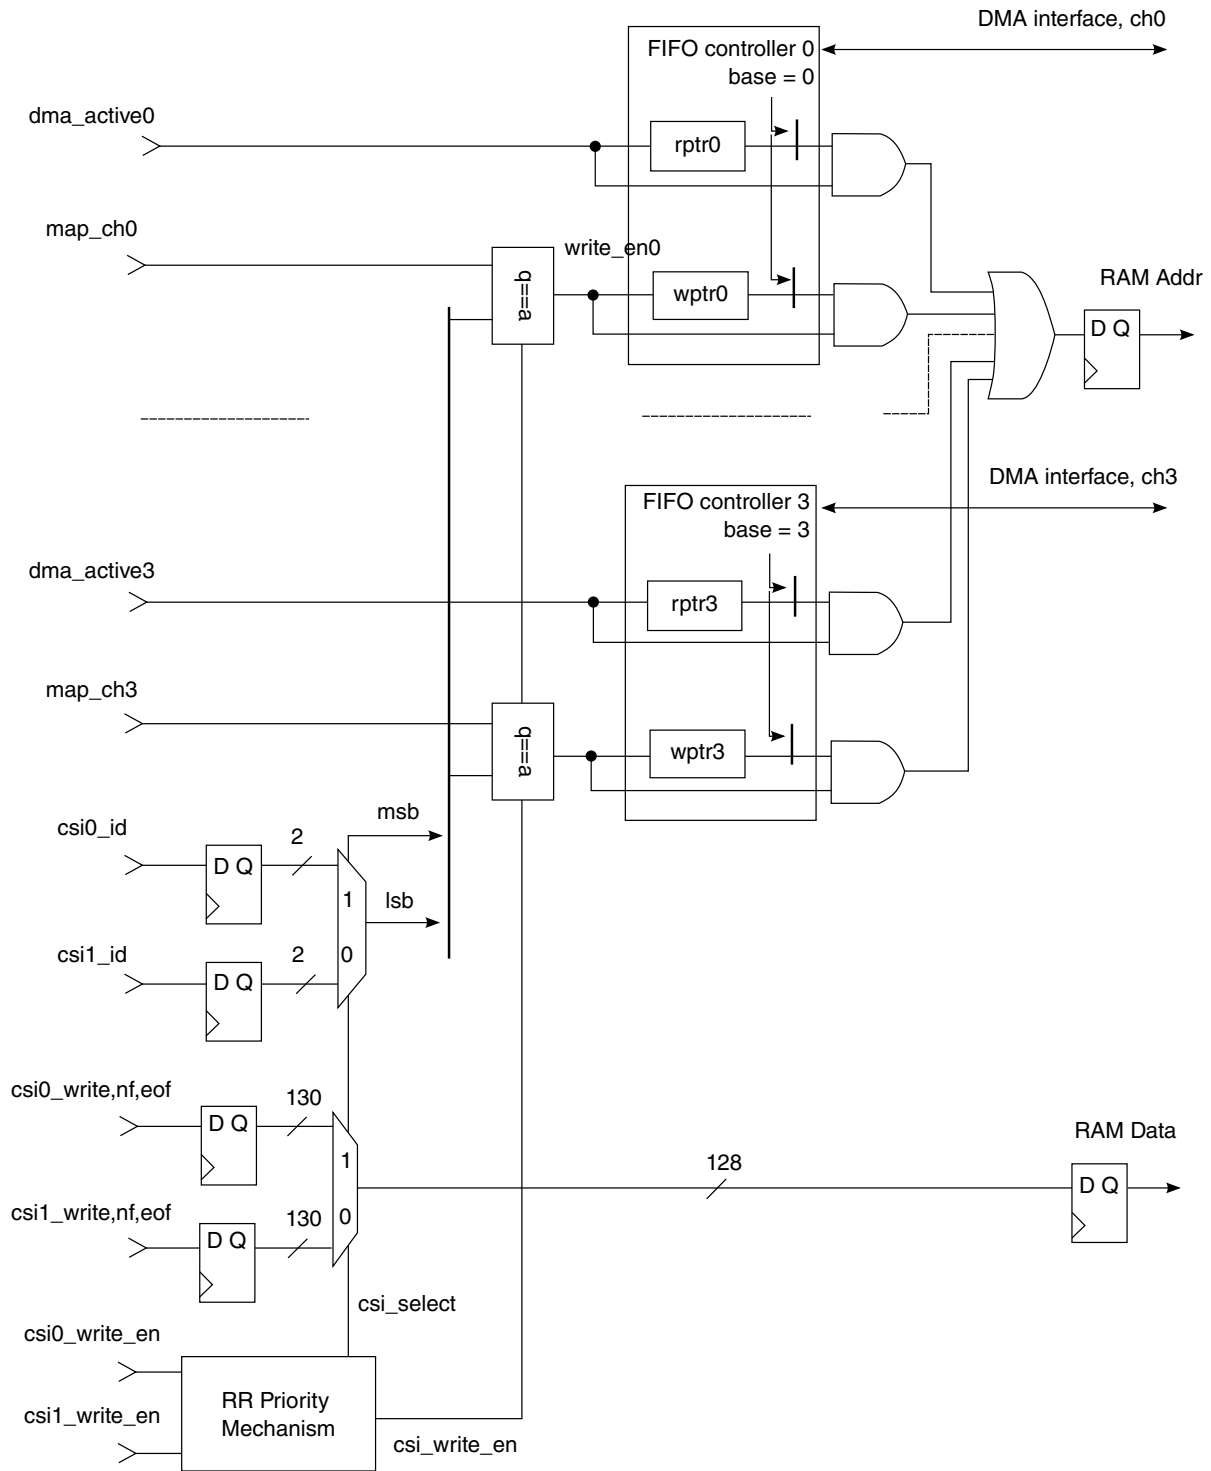 DMA interface, ch0
FIFO controller 0
base = 0
dma_active0
rptr0
map_ch0
write_en0
q==a
wptr0
RAM Addr
D Q
DMA interface, ch3
FIFO controller 3
base = 3
dma_active3
rptr3
map_ch3
q==a
wptr3
msb
csi0_id
2
D Q
1
lsb
csi1_id
2
0
D Q
csi0_write,nf,eof
130
D Q
1
RAM Data
128
D Q
csi1_write,nf,eof
130
0
D Q
csi_select
csi0_write_en
RR Priority
Mechanism
csi1_write_en
csi_write_en